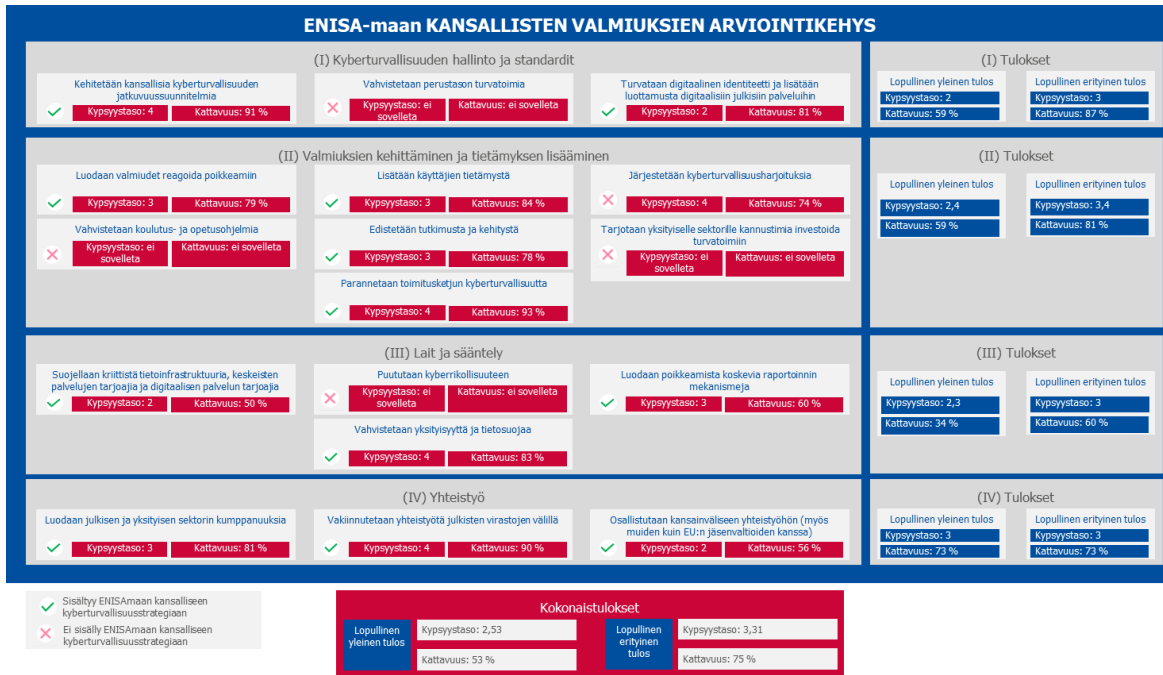 ENISA-maan KANSALLISTEN VALMIUKSIEN ARVIOINTIKEHYS
(I) Kyberturvallisuuden hallinto ja standardit
Kehitetään kansallisia kyberturvallisuuden
jatkuvuussuunnitelmia
Kypsyystaso: 4
Kattavuus: 91 %
Vahvistetaan perustason turvatoimia
Kypsyystaso: ei
sovelleta
Kattavuus: ei sovelleta
Turvataan digitaalinen identiteetti ja lisätään
luottamusta digitaalisiin julkisiin palveluihin
Kypsyystaso: 2
Kattavuus: 81 %
(I) Tulokset
Lopullinen yleinen tulos
Kypsyystaso: 2
Kattavuus: 59 %
Lopullinen erityinen tulos
Kypsyystaso: 3
Kattavuus: 87 %
(II) Valmiuksien kehittäminen ja tietämyksen lisääminen
Luodaan valmiudet reagoida poikkeamiin
Kypsyystaso: 3
Kattavuus: 79 %
Lisätään käyttäjien tietämystä
Kypsyystaso: 3
Kattavuus: 84 %
Järjestetään kyberturvallisuusharjoituksia
Kypsyystaso: 4
Kattavuus: 74 %
Vahvistetaan koulutus- ja opetusohjelmia
Kypsyystaso: ei
sovelleta
Kattavuus: ei sovelleta
Edistetään tutkimusta ja kehitystä
Kypsyystaso: 3
Kattavuus: 78 %
Tarjotaan yksityiselle sektorille kannustimia investoida
turvatoimiin
Kypsyystaso: ei
sovelleta
Kattavuus: ei sovelleta
Parannetaan toimitusketjun kyberturvallisuutta
Kypsyystaso: 4
Kattavuus: 93 %
(II) Tulokset
Lopullinen yleinen tulos
Kypsyystaso: 2,4
Kattavuus: 59 %
Lopullinen erityinen tulos
Kypsyystaso: 3,4
Kattavuus: 81 %
(III) Lait ja sääntely
Suojellaan kriittistä tietoinfrastruktuuria, keskeisten
palvelujen tarjoajia ja digitaalisen palvelun tarjoajia
Kypsyystaso: 2
Kattavuus: 50 %
Puututaan kyberrikollisuuteen
Kypsyystaso: ei
sovelleta
Kattavuus: ei sovelleta
Luodaan poikkeamista koskevia raportoinnin
mekanismeja
Kypsyystaso: 3
Kattavuus: 60 %
Vahvistetaan yksityisyyttä ja tietosuojaa
Kypsyystaso: 4
Kattavuus: 83 %
(III) Tulokset
Lopullinen yleinen tulos
Kypsyystaso: 2,3
Kattavuus: 34 %
Lopullinen erityinen tulos
Kypsyystaso: 3
Kattavuus: 60 %
(IV) Yhteistyö
Luodaan julkisen ja yksityisen sektorin kumppanuuksia
Kypsyystaso: 3
Kattavuus: 81 %
Vakiinnutetaan yhteistyötä julkisten virastojen välillä
Kypsyystaso: 4
Kattavuus: 90 %
Osallistutaan kansainväliseen yhteistyöhön (myös
muiden kuin EU:n jäsenvaltioiden kanssa)
Kypsyystaso: 2
Kattavuus: 56 %
(IV) Tulokset
Lopullinen yleinen tulos
Kypsyystaso: 3
Kattavuus: 73 %
Lopullinen erityinen tulos
Kypsyystaso: 3
Kattavuus: 73 %
Sisältyy ENISAmaan kansalliseen
kyberturvallisuusstrategiaan
Ei sisälly ENISAmaan kansalliseen
kyberturvallisuusstrategiaan
Kokonaistulokset
Lopullinen
yleinen tulos
Kypsyystaso: 2,53
Kattavuus: 53 %
Lopullinen
erityinen
tulos
Kypsyystaso: 3,31
Kattavuus: 75 %